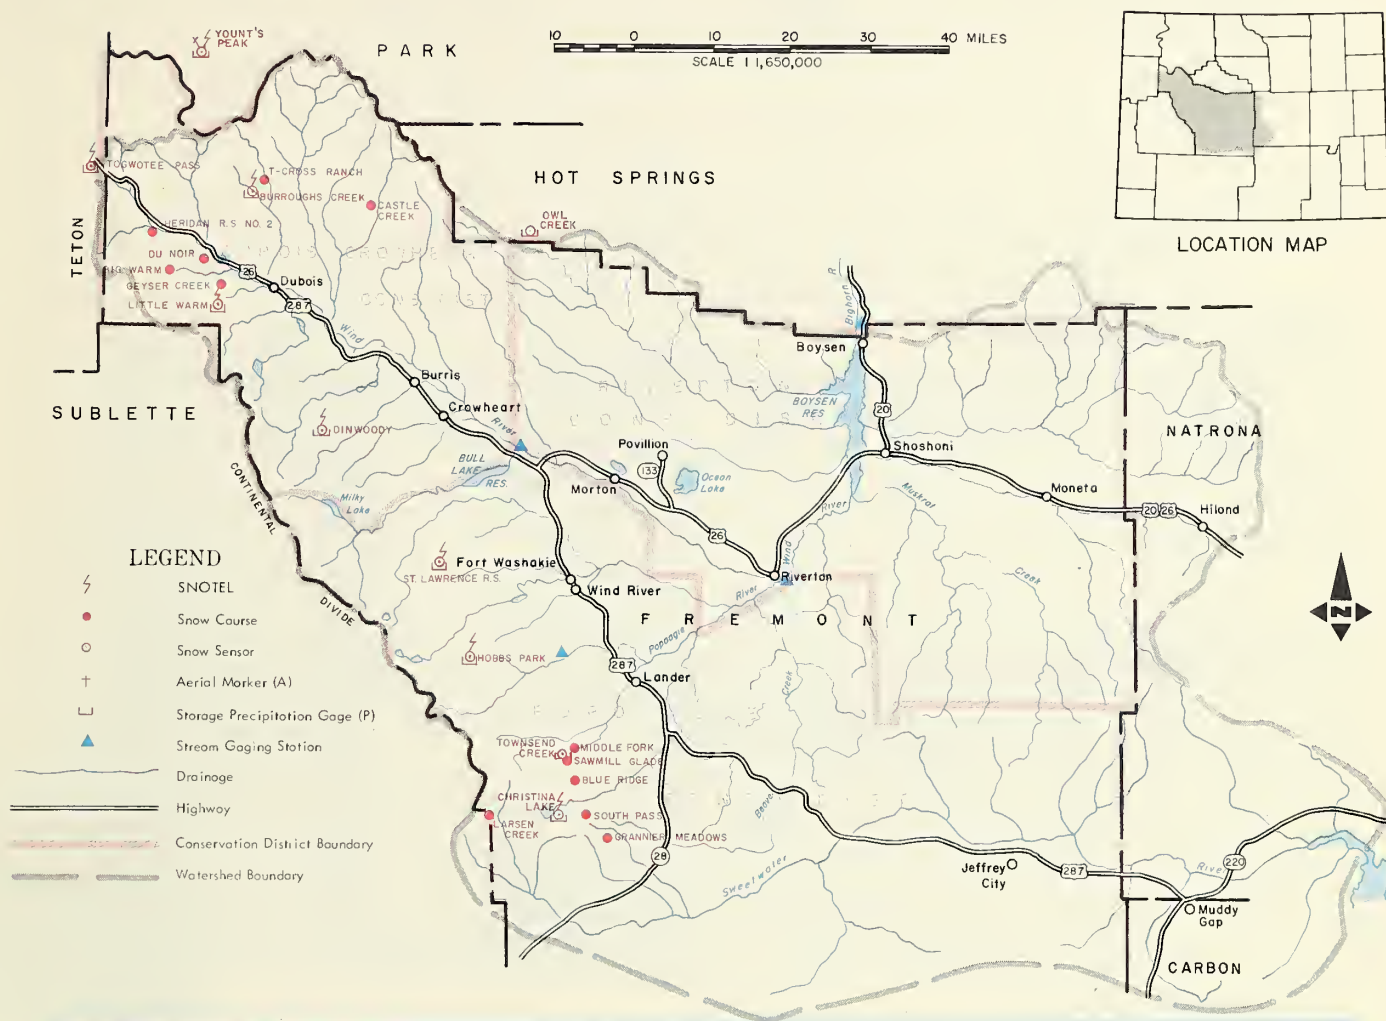 YOUNT'S
PEAK
PARK
10 0 10 20 30 40 MILES
SCALE 1:1,650,000
LOCATION MAP
TOGWOTEE PASS
T-CROSS RANCH
BURROUGHS CREEK
CASTLE
CREEK
HOT SPRINGS
OWL
CREEK
TETON
SHERIDAN R.S NO. 2
DU NOIR
BIG WARM
GEYSER CREEK
LITTLE WARM
26
Dubois
287
Wind
River
Bighorn
R.
Boysen
BOYSEN
RES
20
Burris
Crowheart
SUBLETTE
DINWOODY
CONTINENTAL
DIVIDE
BULL
LAKE
RES.
Milky
Lake
Povillion
133
Ocean
Lake
Morton
26
Shoshoni
Muskrat
Creek
River
Wind
Moneta
NATRONA
20 26
Hiland
LEGEND
SNOTEL
Snow Course
Snow Sensor
Aerial Marker (A)
Storage Precipitation Gage (P)
Stream Gaging Station
Drainage
Highway
Conservation District Boundary
Watershed Boundary
ST. LAWRENCE R.S.
Fort Washakie
Wind River
Riverton
River
Popoagie
FREMONT
N
HOBBS PARK
287
Lander
Creek
Beaver
TOWNSEND
CREEK
MIDDLE FORK
SAWMILL GLADE
BLUE RIDGE
CHRISTINA
LAKE
LARSEN
CREEK
SOUTH PASS
GRANNIER MEADOWS
28
Sweetwater
River
Jeffrey
City
287
220
Muddy
Gap
CARBON